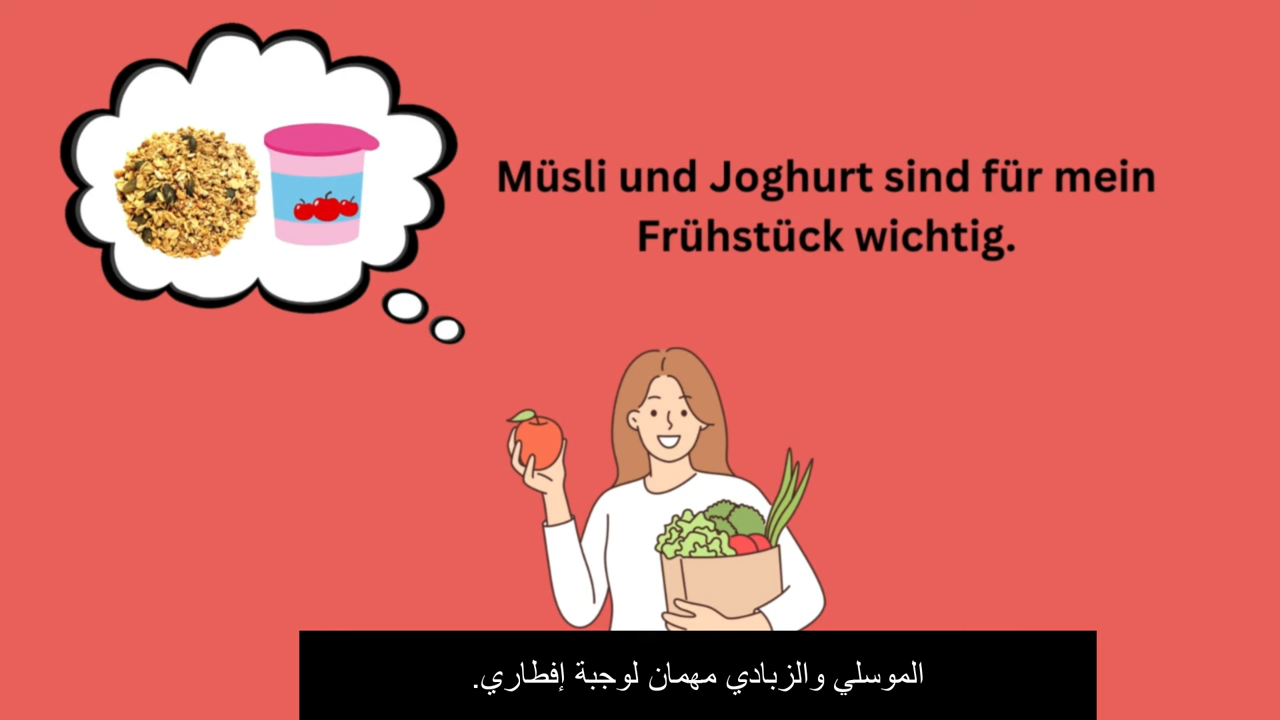 Müsli und Joghurt sind für mein
Frühstück wichtig.
الموسلي والزبادي مهمان لوجبة إفطاري.